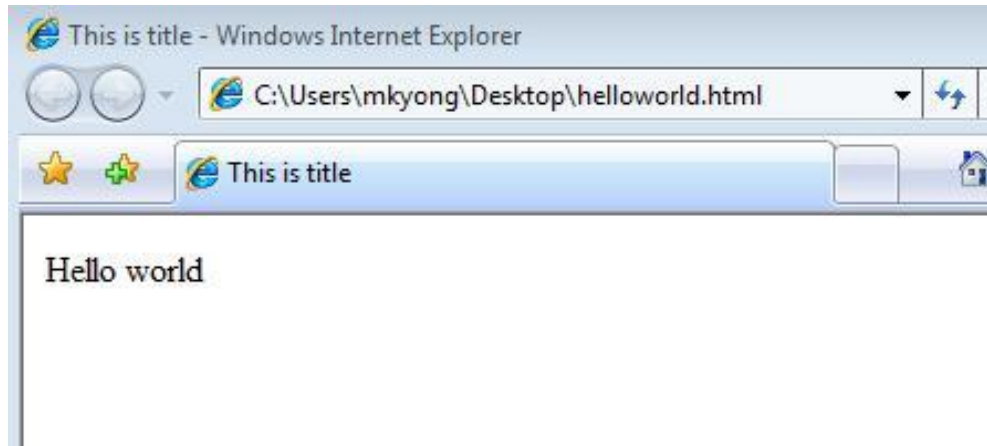 This is title - Windows Internet Explorer
C:\Users\mkyong\Desktop\helloworld.html
This is title
Hello world